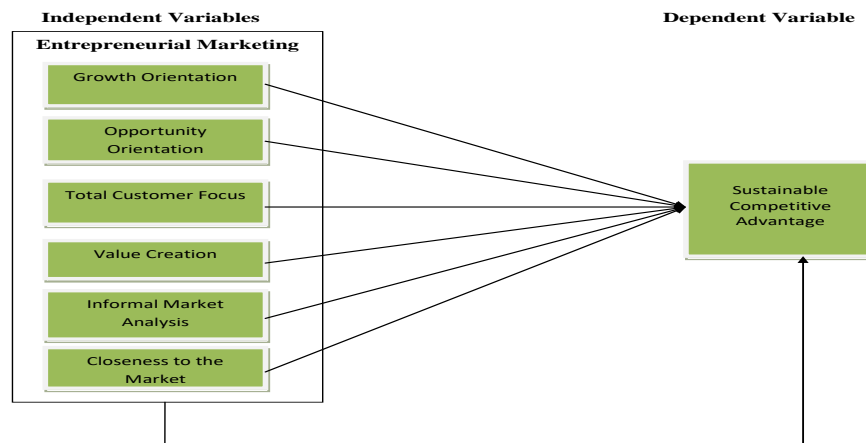 Independent Variables
Dependent Variable
Entrepreneurial Marketing
Growth Orientation
Opportunity
Orientation
Total Customer Focus
Value Creation
Informal Market
Analysis
Closeness to the
Market
Sustainable
Competitive
Advantage